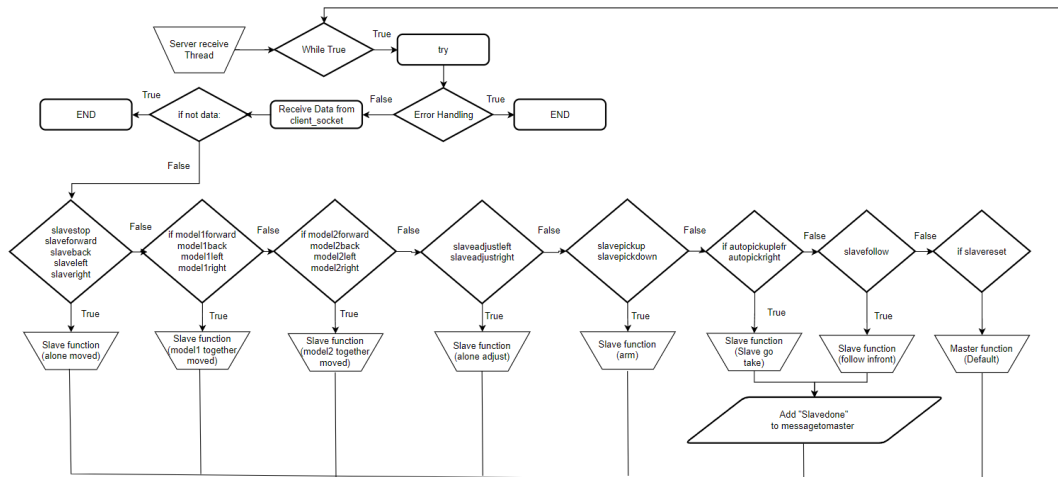 Server receive
Thread
While True
True
try
True
if not data:
False
Receive Data from
client_socket
Error Handling
True
END
END
False
slavestop
slaveforward
slaveback
slaveleft
slaveright
False
if model1forward
model1back
model1left
model1right
False
if model2forward
model2back
model2left
model2right
False
slaveadjustleft
slaveadjustright
False
slavepickup
slavepickdown
False
if autopickuplefr
autopickright
False
slavefollow
False
if slavereset
True
True
True
True
True
True
True
True
Slave function
(alone moved)
Slave function
(model1 together
moved)
Slave function
(model2 together
moved)
Slave function
(alone adjust)
Slave function
(arm)
Slave function
(Slave go
take)
Slave function
(follow infront)
Master function
(Default)
Add "Slavedone"
to messagetomaster